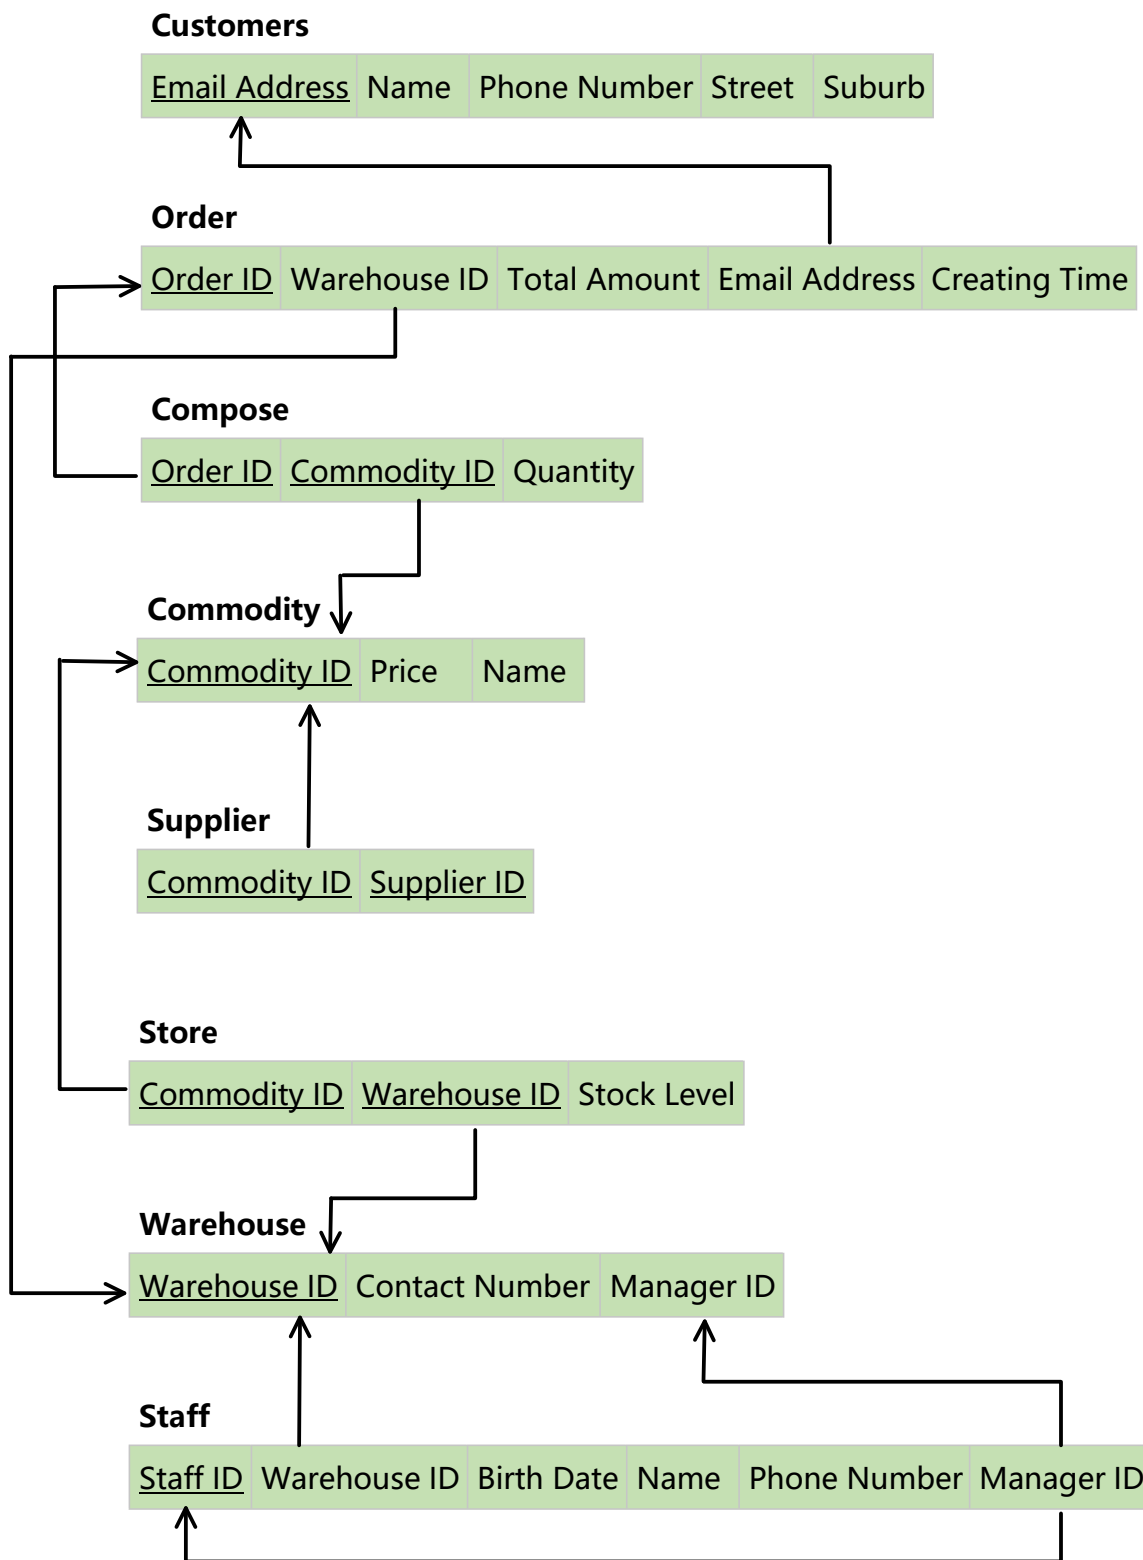 Customers
Email Address Name Phone Number Street Suburb
Order
Order ID Warehouse ID Total Amount Email Address Creating Time
Compose
Order ID Commodity ID Quantity
Commodity
Commodity ID Price Name
Supplier
Commodity ID Supplier ID
Store
Commodity ID Warehouse ID Stock Level
Warehouse
Warehouse ID Contact Number Manager ID
Staff
Staff ID Warehouse ID Birth Date Name Phone Number Manager ID